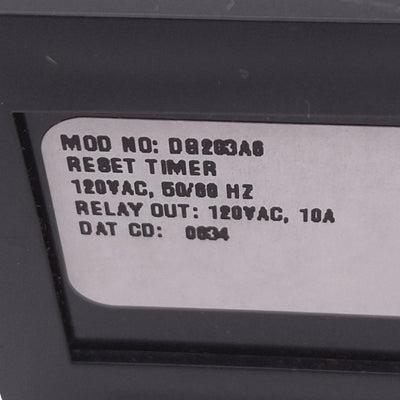 MOD NO: DG203A6
RESET TIMER
120VAC, 50/60 HZ
RELAY OUT: 120VAC, 10A
DAT CD: 0634